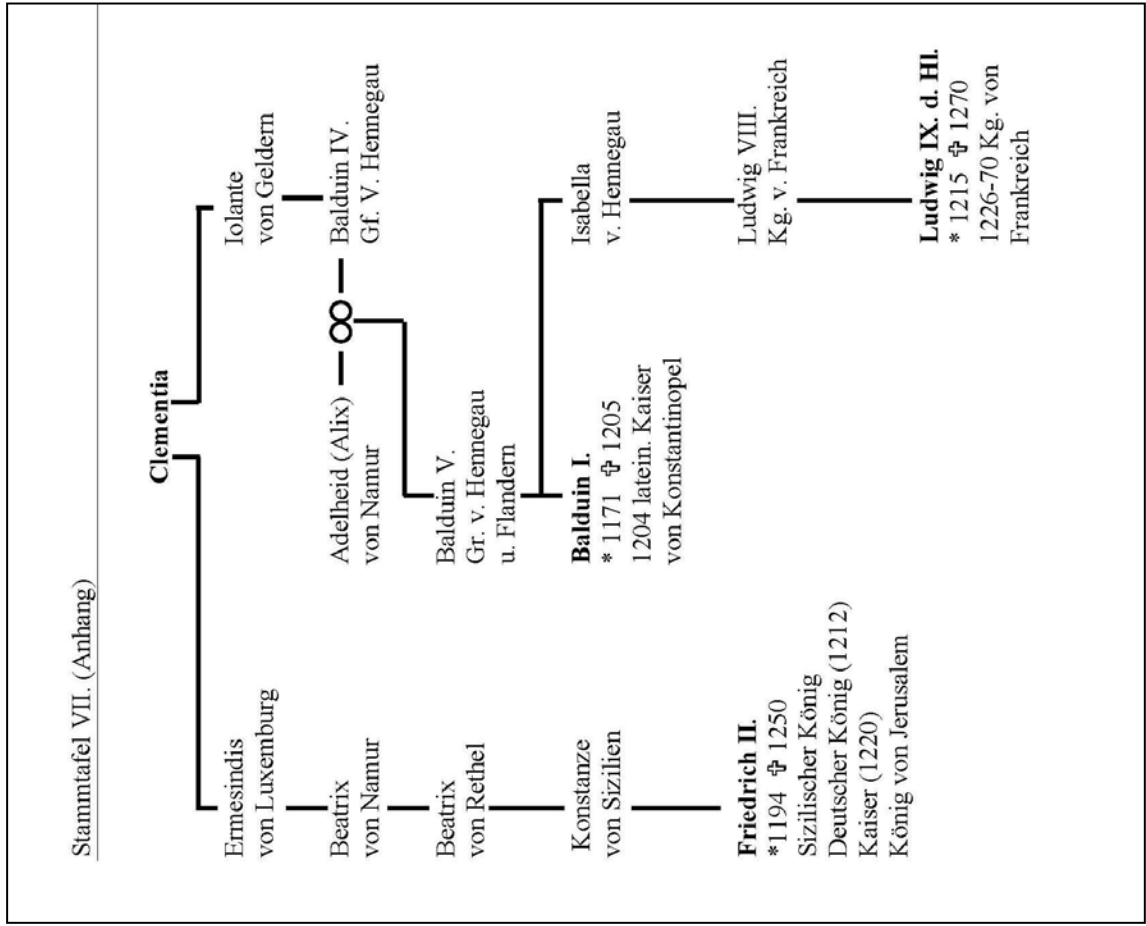 Stammtafel VII. (Anhang)
Clementia
Ermesindis
von Luxemburg
Iolante
von Geldern
Beatrix
von Namur
Adelheid (Alix)
von Namur
Balduin IV.
Gf. V. Hennegau
Beatrix
von Rethel
Balduin V.
Gr. v. Hennegau
u. Flandern
Konstanze
von Sizilien
Balduin I.
* 1171 ✞ 1205
1204 latein. Kaiser
von Konstantinopel
Isabella
v. Hennegau
Friedrich II.
*1194 ✞ 1250
Sizilischer König
Deutscher König (1212)
Kaiser (1220)
König von Jerusalem
Ludwig VIII.
Kg. v. Frankreich
Ludwig IX. d. Hl.
* 1215 ✞ 1270
1226-70 Kg. von
Frankreich